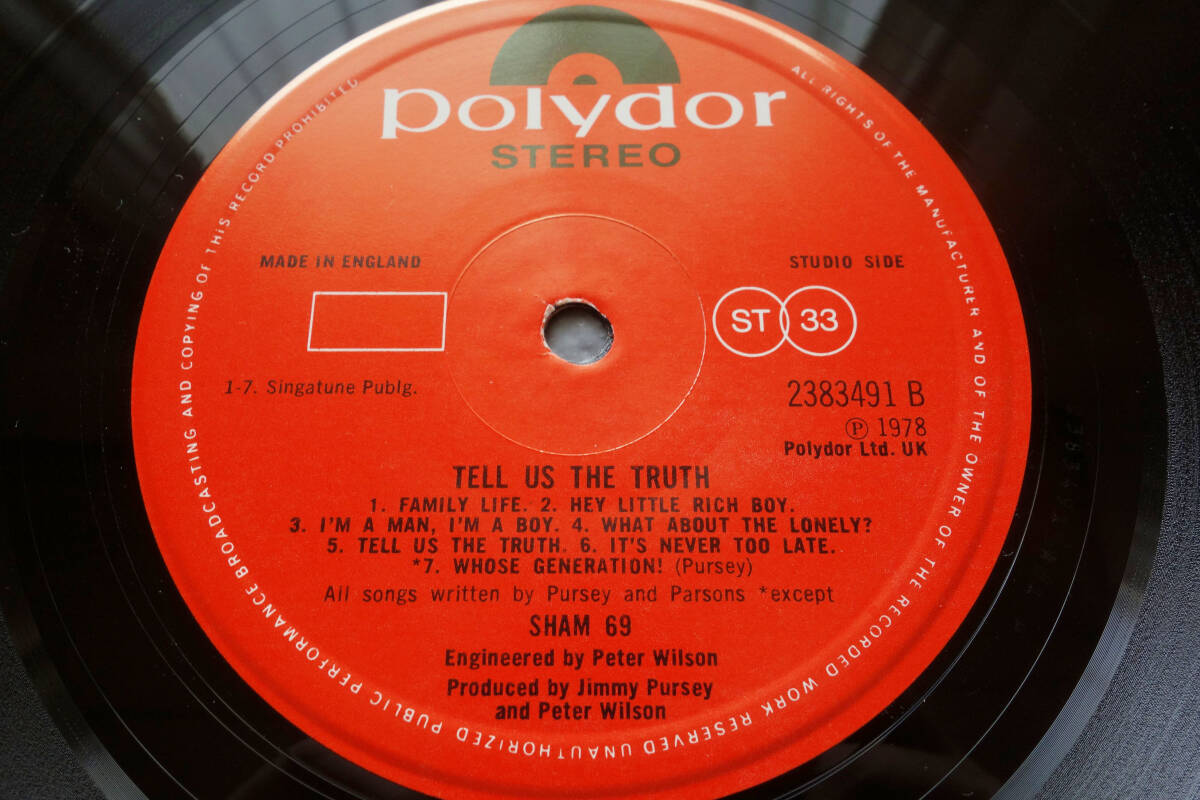 Polydor
STEREO
MADE IN ENGLAND
STUDIO SIDE
ST 33
1-7. Singatune Publg.
2383491 B
Ⓟ 1978
Polydor Ltd. UK
TELL US THE TRUTH
1. FAMILY LIFE. 2. HEY LITTLE RICH BOY.
3. I'M A MAN, I'M A BOY. 4. WHAT ABOUT THE LONELY?
5. TELL US THE TRUTH. 6. IT'S NEVER TOO LATE.
*7. WHOSE GENERATION! (Pursey)
All songs written by Pursey and Parsons *except
SHAM 69
Engineered by Peter Wilson
Produced by Jimmy Pursey
and Peter Wilson
ALL RIGHTS OF THE MANUFACTURER AND OF THE OWNER OF THE RECORDED WORK RESERVED UNAUTHORIZED PUBLIC PERFORMANCE BROADCASTING AND COPYING OF THiS RECORD PROHIBITED